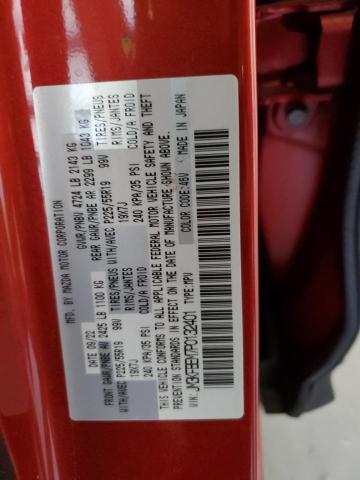 MFD. BY MAZDA MOTOR CORPORATION
DATE: 09/22
GVWR/PNBV 4724 LB 2143 KG
FRONT GAWR/PNBE AV 2425 LB 1100 KG
REAR GAWR/PNBE AR 2299 LB 1043 KG
WITH/AVEC P225/55R19 99V TIRES/PNEUS
WITH/AVEC P225/55R19 99V TIRES/PNEUS
19X7J RIMS/JANTES
19X7J RIMS/JANTES
240 KPA/35 PSI COLD/A FROID
240 KPA/35 PSI COLD/A FROID
THIS VEHICLE CONFORMS TO ALL APPLICABLE FEDERAL MOTOR VEHICLE SAFETY AND THEFT
PREVENTION STANDARDS IN EFFECT ON THE DATE OF MANUFACTURE SHOWN ABOVE.
TYPE: MPV
COLOR CODE: 46V MADE IN JAPAN